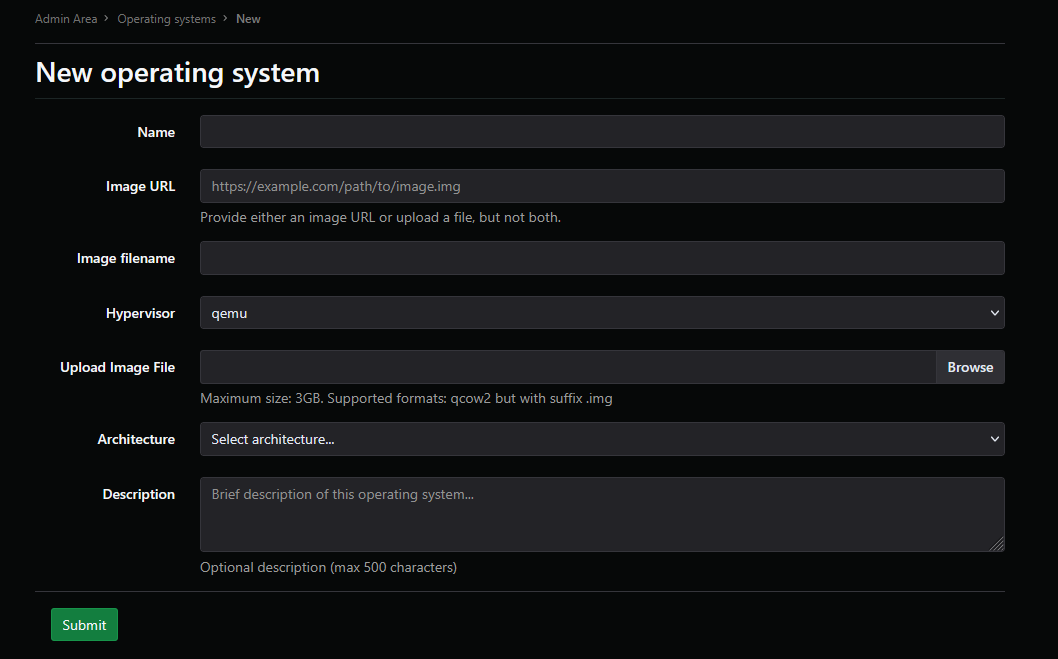 Admin Area › Operating systems › New
New operating system
Name
Image URL https://example.com/path/to/image.img
Provide either an image URL or upload a file, but not both.
Image filename
Hypervisor qemu
Upload Image File Browse
Maximum size: 3GB. Supported formats: qcow2 but with suffix .img
Architecture Select architecture...
Description Brief description of this operating system...
Optional description (max 500 characters)
Submit